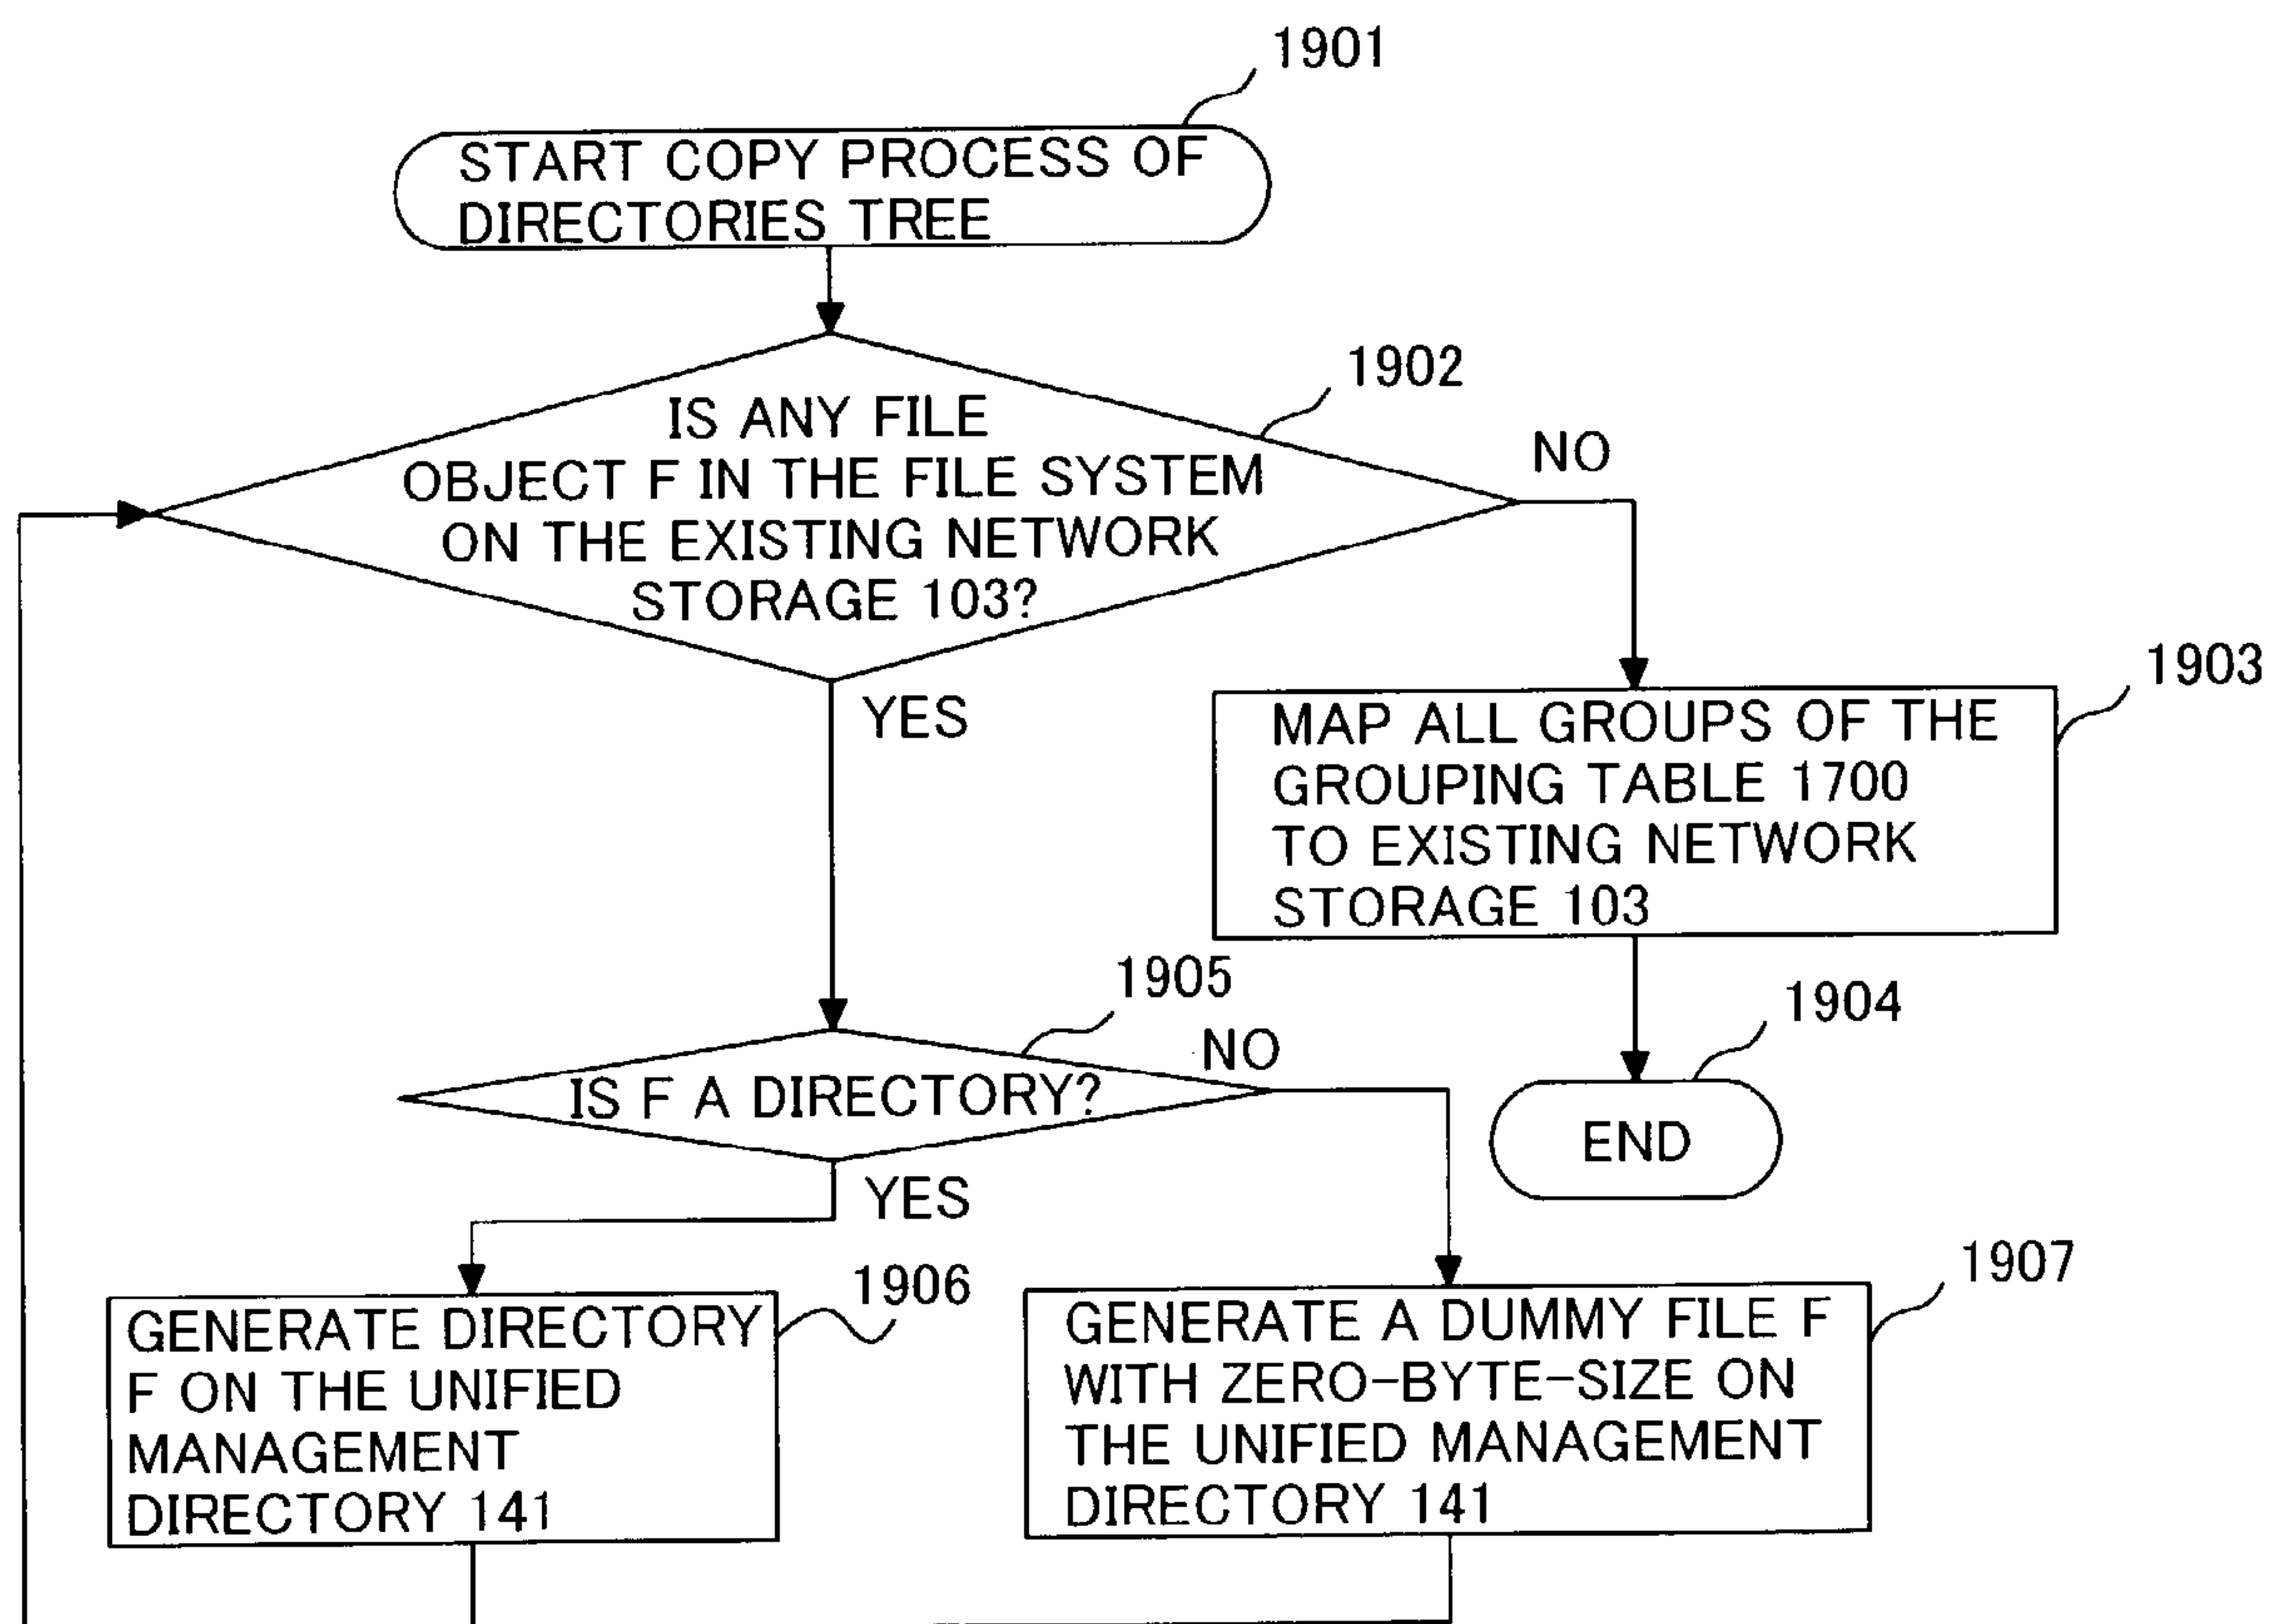 1901
START COPY PROCESS OF
DIRECTORIES TREE
1902
IS ANY FILE
OBJECT F IN THE FILE SYSTEM
ON THE EXISTING NETWORK
STORAGE 103?
NO
YES
1903
MAP ALL GROUPS OF THE
GROUPING TABLE 1700
TO EXISTING NETWORK
STORAGE 103
1904
END
1905
IS F A DIRECTORY?
NO
YES
1906
GENERATE DIRECTORY
F ON THE UNIFIED
MANAGEMENT
DIRECTORY 141
1907
GENERATE A DUMMY FILE F
WITH ZERO-BYTE-SIZE ON
THE UNIFIED MANAGEMENT
DIRECTORY 141